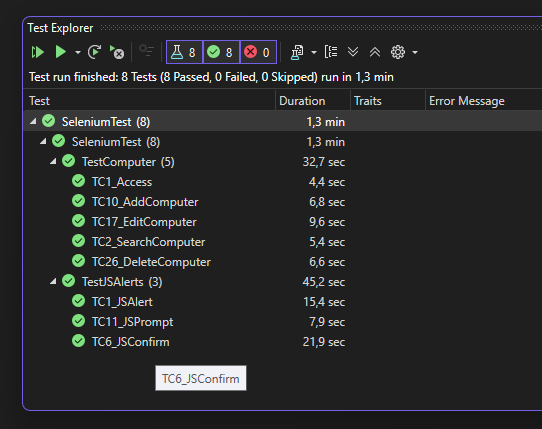 Test Explorer
8 8 0
Test run finished: 8 Tests (8 Passed, 0 Failed, 0 Skipped) run in 1,3 min
Test Duration Traits Error Message
SeleniumTest (8) 1,3 min
SeleniumTest (8) 1,3 min
TestComputer (5) 32,7 sec
TC1_Access 4,4 sec
TC10_AddComputer 6,8 sec
TC17_EditComputer 9,6 sec
TC2_SearchComputer 5,4 sec
TC26_DeleteComputer 6,6 sec
TestJSAlerts (3) 45,2 sec
TC1_JSAlert 15,4 sec
TC11_JSPrompt 7,9 sec
TC6_JSConfirm 21,9 sec
TC6_JSConfirm